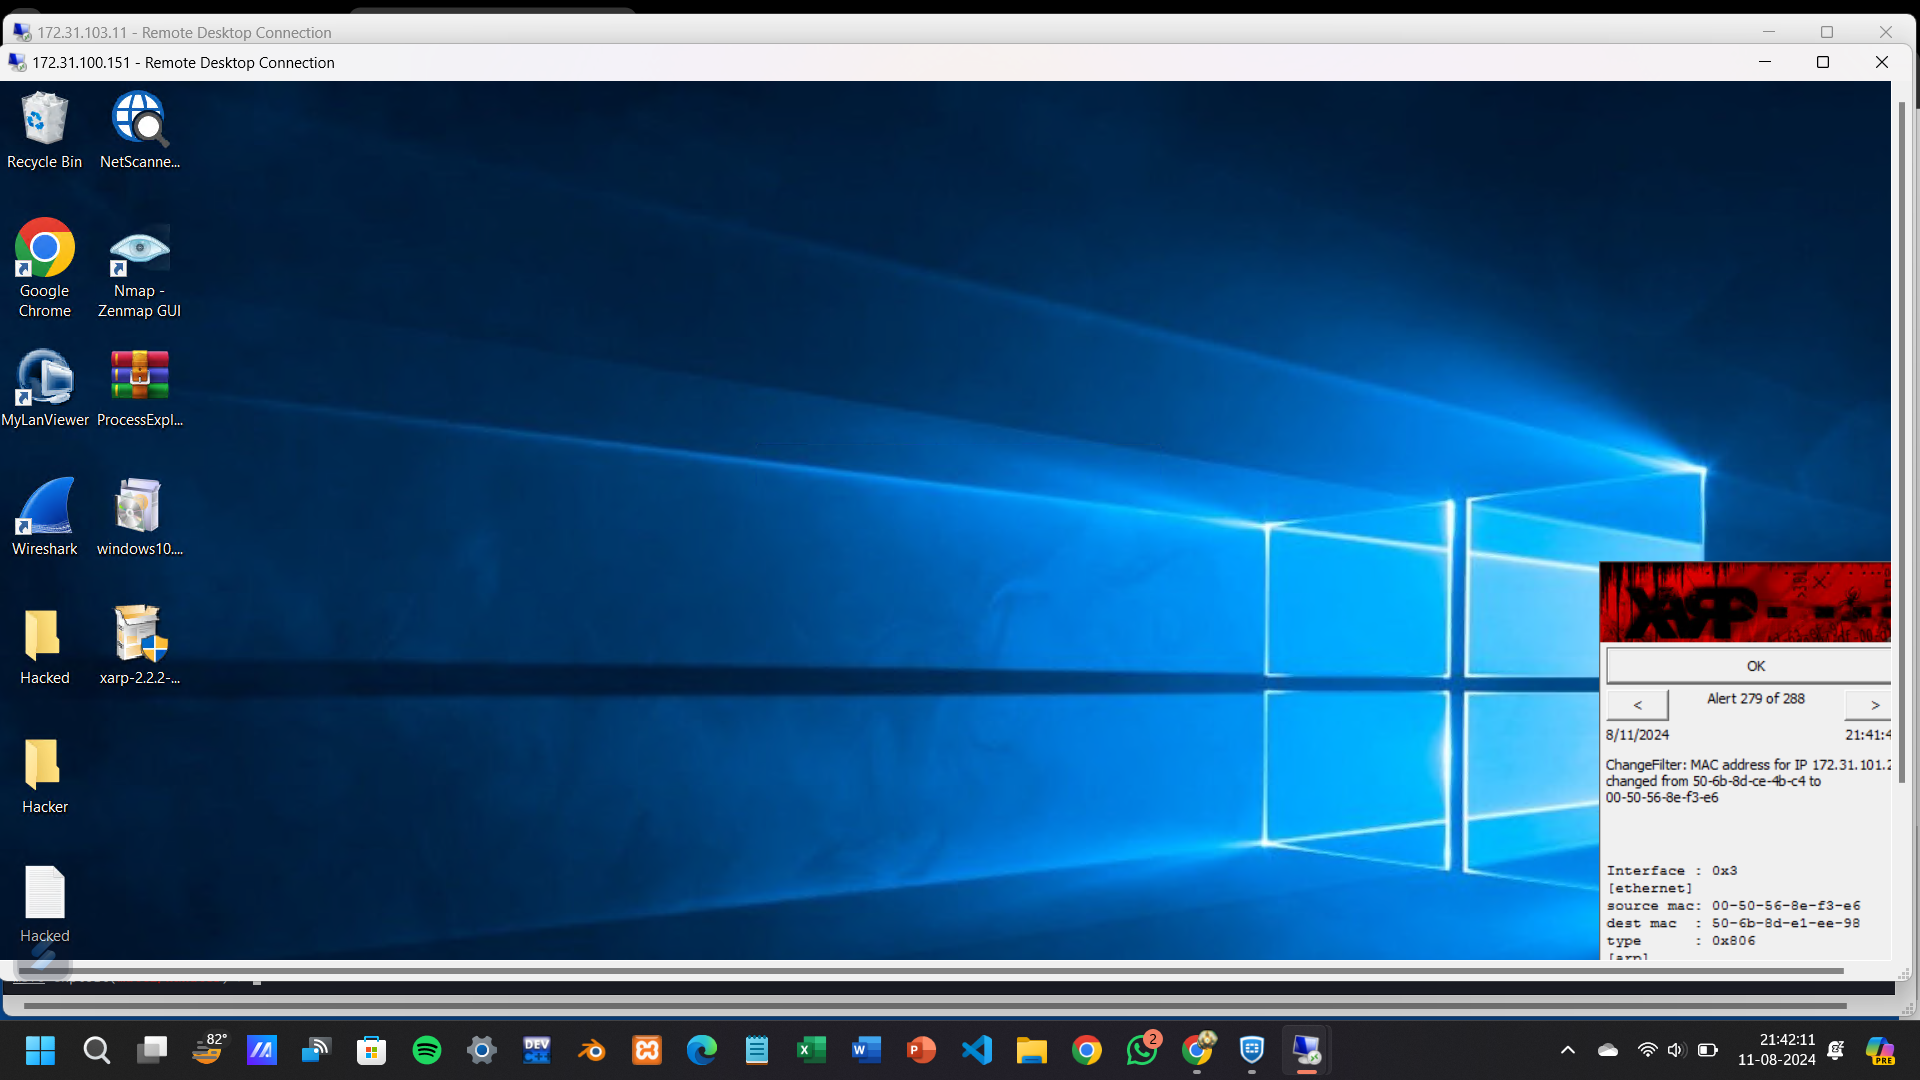 172.31.103.11 - Remote Desktop Connection
172.31.100.151 - Remote Desktop Connection
Recycle Bin
NetScanne...
Google
Chrome
Nmap -
Zenmap GUI
MyLanViewer
ProcessExpl...
Wireshark
windows10....
Hacked
xarp-2.2.2-...
Hacker
Hacked
XARP
OK
<
Alert 279 of 288
>
8/11/2024
21:41:4
ChangeFilter: MAC address for IP 172.31.101.2
changed from 50-6b-8d-ce-4b-c4 to
00-50-56-8e-f3-e6
Interface : 0x3
[ethernet]
source mac: 00-50-56-8e-f3-e6
dest mac : 50-6b-8d-e1-ee-98
type : 0x806
[arp]
82°
DEV
C++
X
W
P
2
21:42:11
11-08-2024
PRE